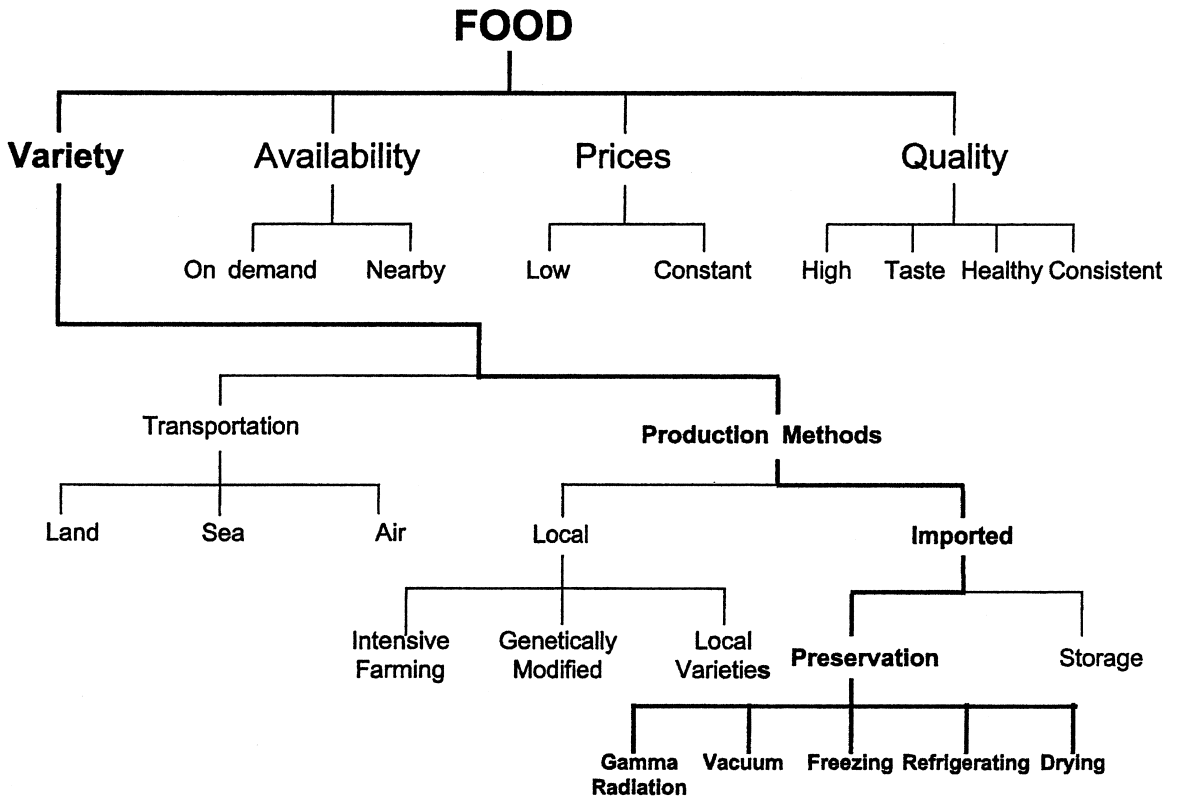 FOOD
Variety Availability Prices Quality
On demand Nearby Low Constant High Taste Healthy Consistent
Transportation
Production Methods
Land Sea Air Local Imported
Intensive Farming
Genetically Modified
Local Varieties
Preservation Storage
Gamma Radiation
Vacuum Freezing Refrigerating Drying